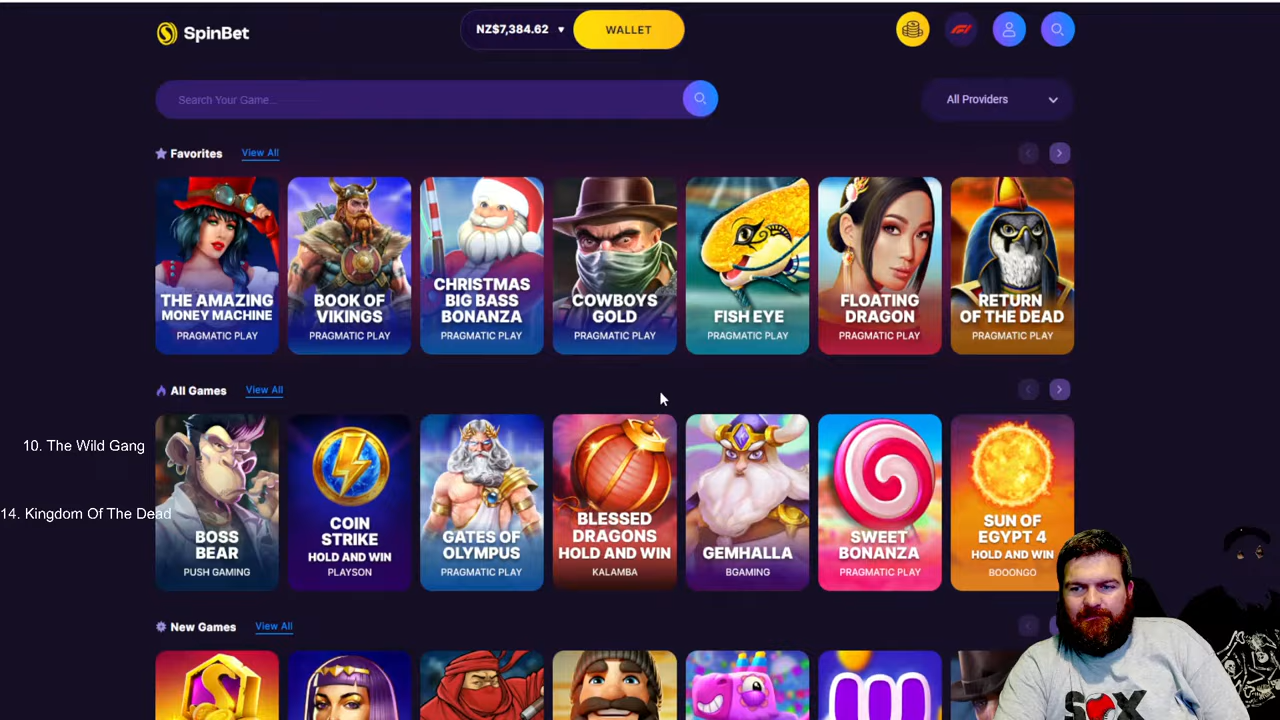 SpinBet
NZ$7,384.62
WALLET
Search Your Game...
All Providers
Favorites
View All
THE AMAZING
MONEY MACHINE
PRAGMATIC PLAY
BOOK OF
VIKINGS
PRAGMATIC PLAY
CHRISTMAS
BIG BASS
BONANZA
PRAGMATIC PLAY
COWBOYS
GOLD
PRAGMATIC PLAY
FISH EYE
PRAGMATIC PLAY
FLOATING
DRAGON
PRAGMATIC PLAY
RETURN
OF THE DEAD
PRAGMATIC PLAY
All Games
View All
10. The Wild Gang
14. Kingdom Of The Dead
BOSS
BEAR
PUSH GAMING
COIN
STRIKE
HOLD AND WIN
PLAYSON
GATES OF
OLYMPUS
PRAGMATIC PLAY
BLESSED
DRAGONS
HOLD AND WIN
KALAMBA
GEMHALLA
BGAMING
SWEET
BONANZA
PRAGMATIC PLAY
SUN OF
EGYPT 4
HOLD AND WIN
BOOONGO
New Games
View All